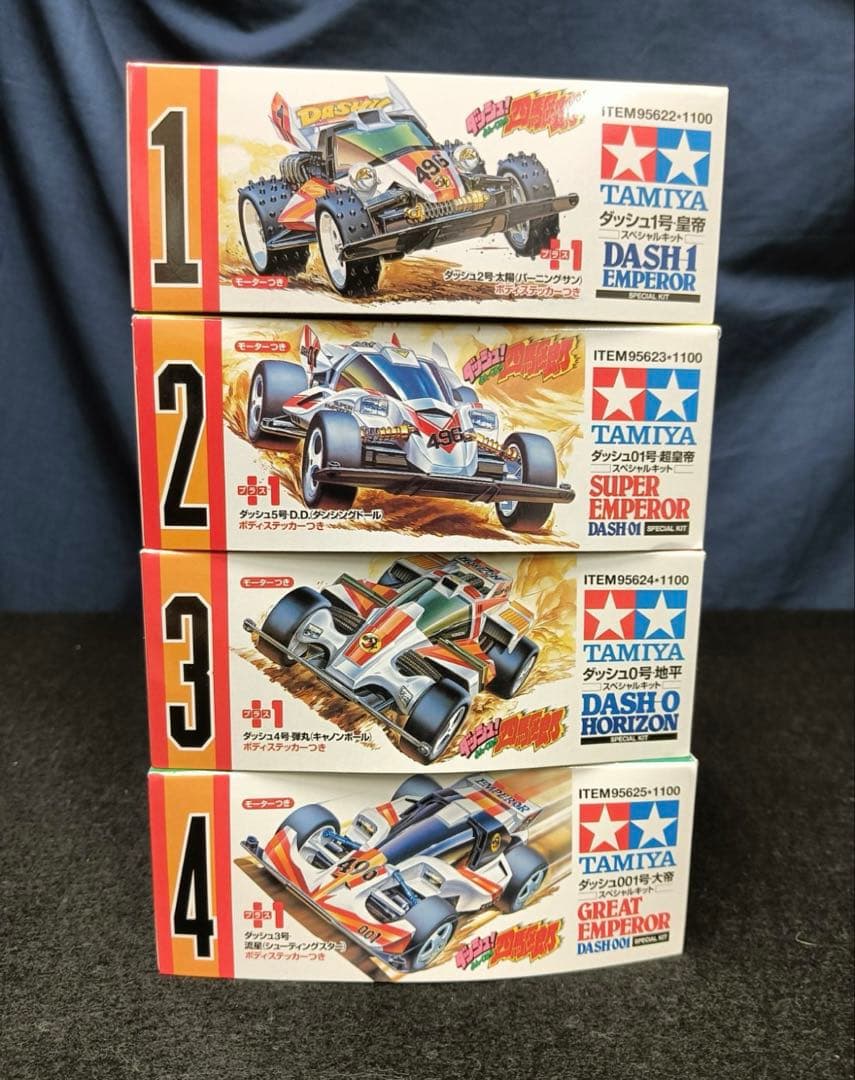 1
DASH!!
1
496
ダッシュ!
四駆郎
ITEM95622★1100
TAMIYA
ダッシュ1号・皇帝
スペシャルキット
DASH 1
EMPEROR
SPECIAL KIT
プラス1
ダッシュ2号・太陽(バーニングサン)
ボディステッカーつき
モーターつき
2
モーターつき
496
ダッシュ!
四駆郎
ITEM95623★1100
TAMIYA
ダッシュ01号・超皇帝
スペシャルキット
SUPER
EMPEROR
DASH 01 SPECIAL KIT
プラス1
ダッシュ5号・D.D.(ダンシングドール)
ボディステッカーつき
3
モーターつき
HORIZON
ITEM95624★1100
TAMIYA
ダッシュ0号・地平
スペシャルキット
DASH-0
HORIZON
SPECIAL KIT
プラス1
ダッシュ4号・弾丸(キャノンボール)
ボディステッカーつき
ダッシュ!
四駆郎
4
モーターつき
EMPEROR
496
001
ITEM95625★1100
TAMIYA
ダッシュ001号・大帝
スペシャルキット
GREAT
EMPEROR
DASH 001 SPECIAL KIT
プラス1
ダッシュ3号・
流星(シューティングスター)
ボディステッカーつき
ダッシュ!
四駆郎